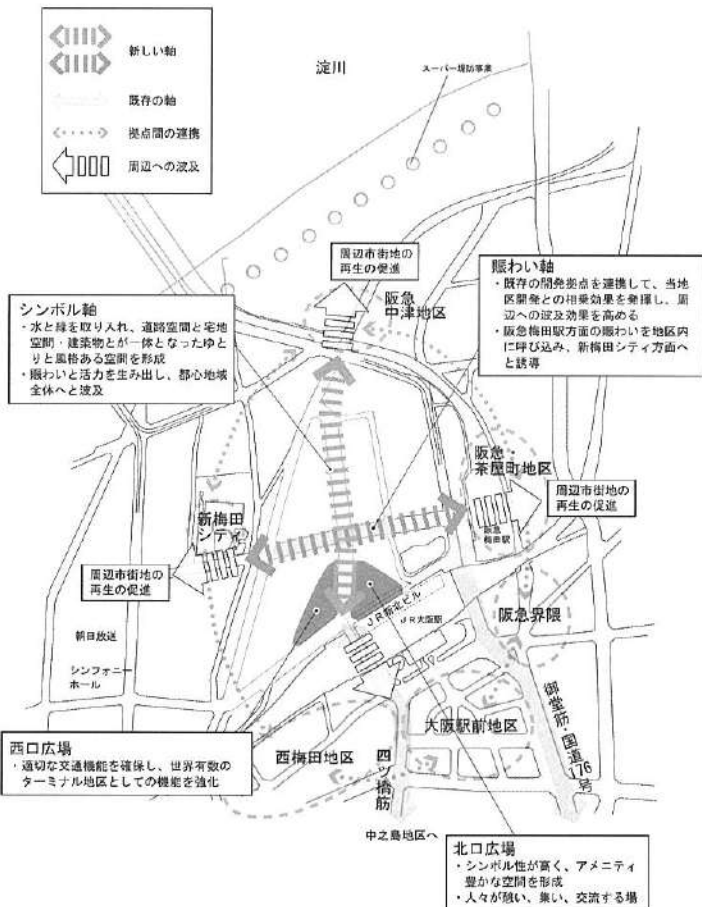 新しい軸
既存の軸
拠点間の連携
周辺への波及
淀川
スーパー堤防事業
周辺市街地の
再生の促進
阪急
中津地区
賑わい軸
・既存の開発拠点を連携して、当地
区開発との相乗効果を発揮し、周
辺への波及効果を高める
・阪急梅田駅方面の賑わいを地区内
に呼び込み、新梅田シティ方面へ
と誘導
シンボル軸
・水と緑を取り入れ、道路空間と宅地
空間・建築物とが一体となったゆと
りと風格ある空間を形成
・賑わいと活力を生み出し、都心地域
全体へと波及
阪急・
茶屋町地区
周辺市街地の
再生の促進
阪急
梅田駅
新梅田
シティ
周辺市街地の
再生の促進
JR新北ビル
JR大阪駅
阪急界隈
朝日放送
シンフォニー
ホール
大阪駅前地区
御堂筋・国道176号
西口広場
・適切な交通機能を確保し、世界有数の
ターミナル地区としての機能を強化
西梅田地区
四ツ橋筋
中之島地区へ
北口広場
・シンボル性が高く、アメニティ
豊かな空間を形成
・人々が憩い、集い、交流する場